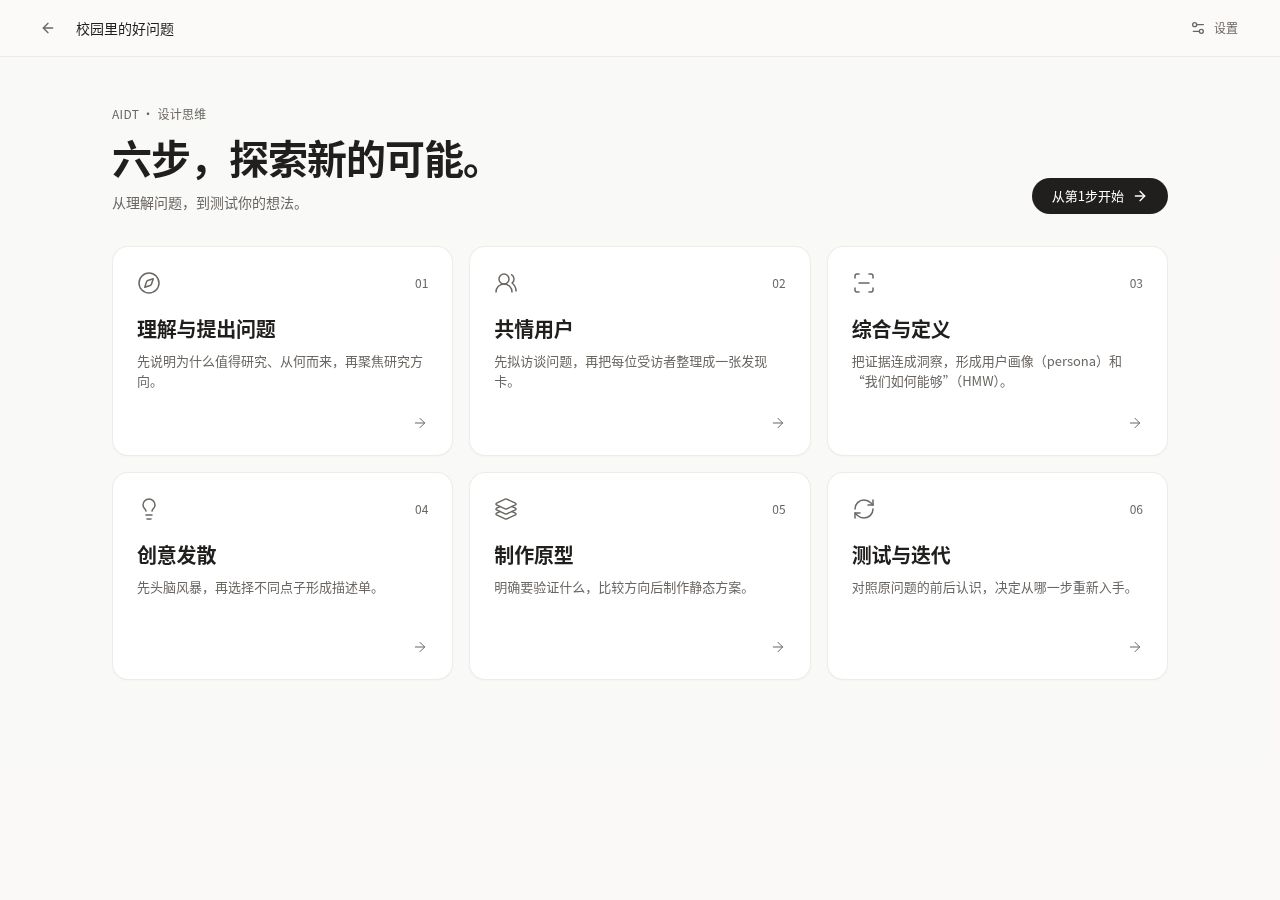 校园里的好问题
设置
AIDT · 设计思维
六步，探索新的可能。
从理解问题，到测试你的想法。
从第1步开始
01
理解与提出问题
先说明为什么值得研究、从何而来，再聚焦研究方
向。
02
共情用户
先拟访谈问题，再把每位受访者整理成一张发现
卡。
03
综合与定义
把证据连成洞察，形成用户画像（persona）和
“我们如何能够”（HMW）。
04
创意发散
先头脑风暴，再选择不同点子形成描述单。
05
制作原型
明确要验证什么，比较方向后制作静态方案。
06
测试与迭代
对照原问题的前后认识，决定从哪一步重新入手。